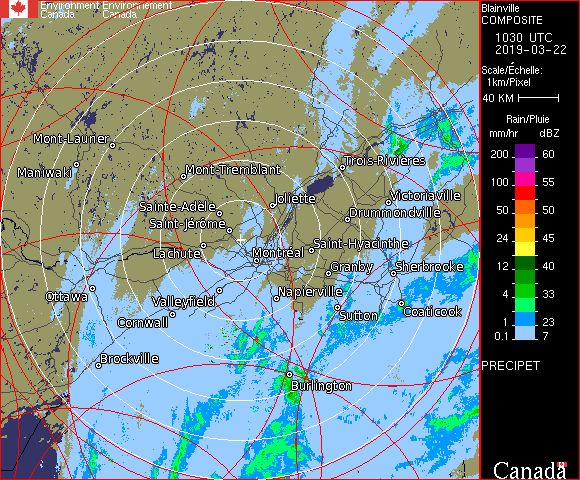 Environment Environnement
Canada Canada
Blainville
COMPOSITE
1030 UTC
2019-03-22
Scale/Échelle:
1km/Pixel
40 KM
Rain/Pluie
mm/hr dBZ
200 60
100 55
50 50
24 45
12 40
4 33
1 23
0.1 7
PRECIPET
Canada
Mont-Laurier
Maniwaki
Mont-Tremblant
Trois-Rivières
Sainte-Adèle
Joliette
Victoriaville
Saint-Jérôme
Drummondville
Lachute
Montréal
Saint-Hyacinthe
Granby
Sherbrooke
Ottawa
Valleyfield
Napierville
Cornwall
Sutton
Coaticook
Brockville
Burlington